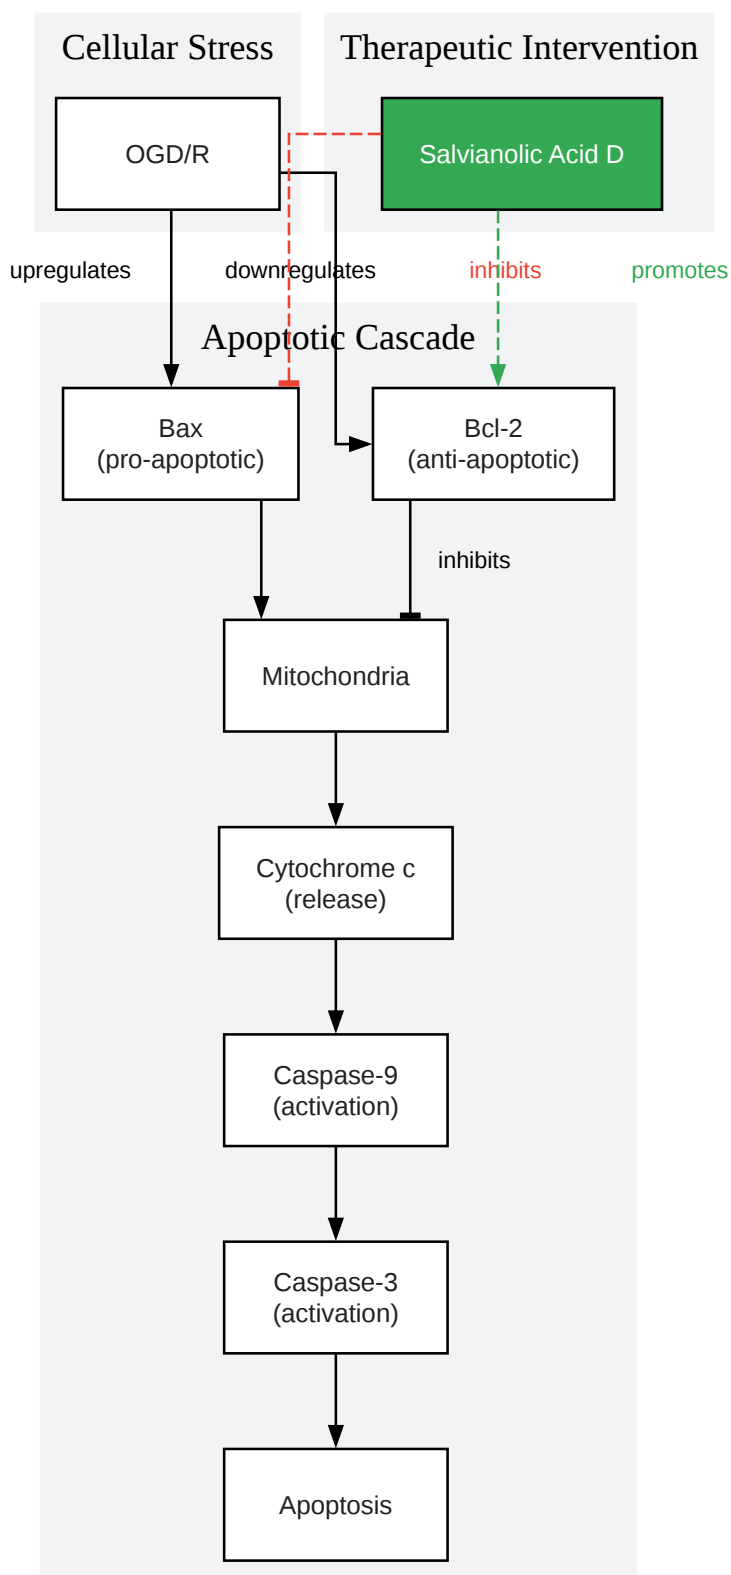 Cellular Stress
Therapeutic Intervention
OGD/R
Salvianolic Acid D
upregulates
downregulates
inhibits
promotes
Apoptotic Cascade
Bax
(pro-apoptotic)
Bcl-2
(anti-apoptotic)
inhibits
Mitochondria
Cytochrome c
(release)
Caspase-9
(activation)
Caspase-3
(activation)
Apoptosis